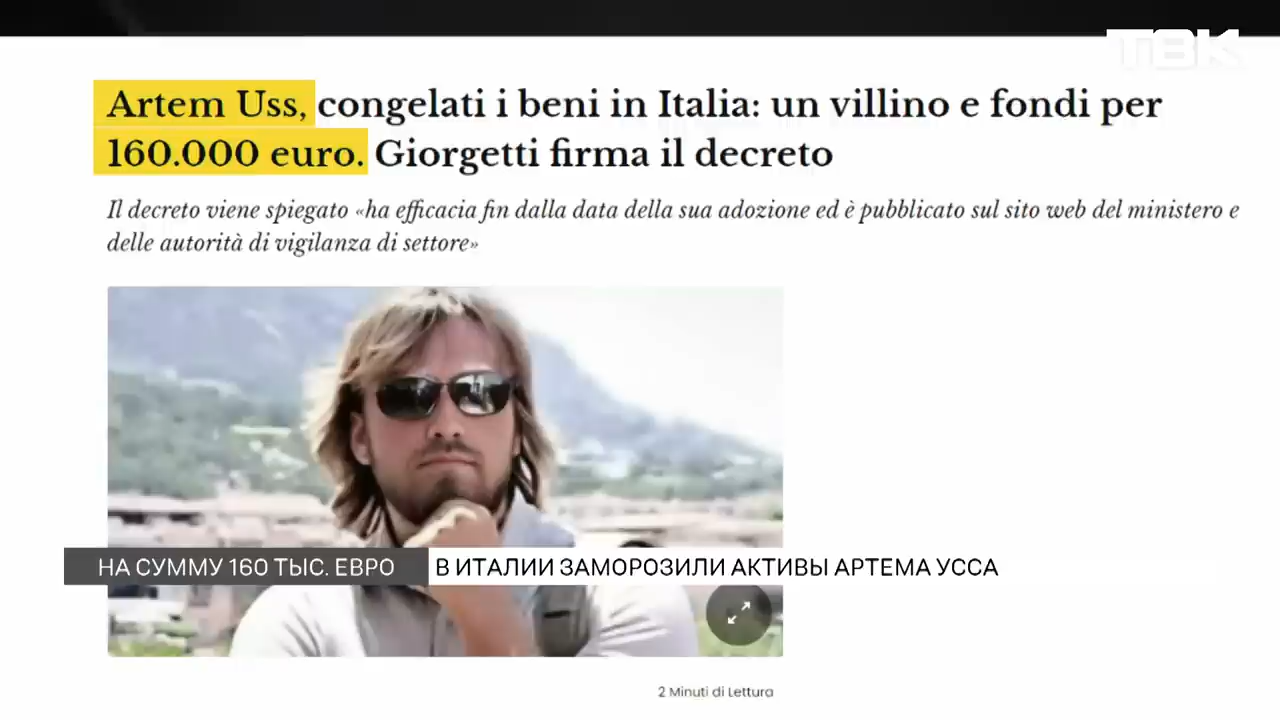 ТВК
Artem Uss, congelati i beni in Italia: un villino e fondi per
160.000 euro. Giorgetti firma il decreto
Il decreto viene spiegato «ha efficacia fin dalla data della sua adozione ed è pubblicato sul sito web del ministero e
delle autorità di vigilanza di settore»
НА СУММУ 160 ТЫС. ЕВРО В ИТАЛИИ ЗАМОРОЗИЛИ АКТИВЫ АРТЕМА УССА
2 Minuti di Lettura